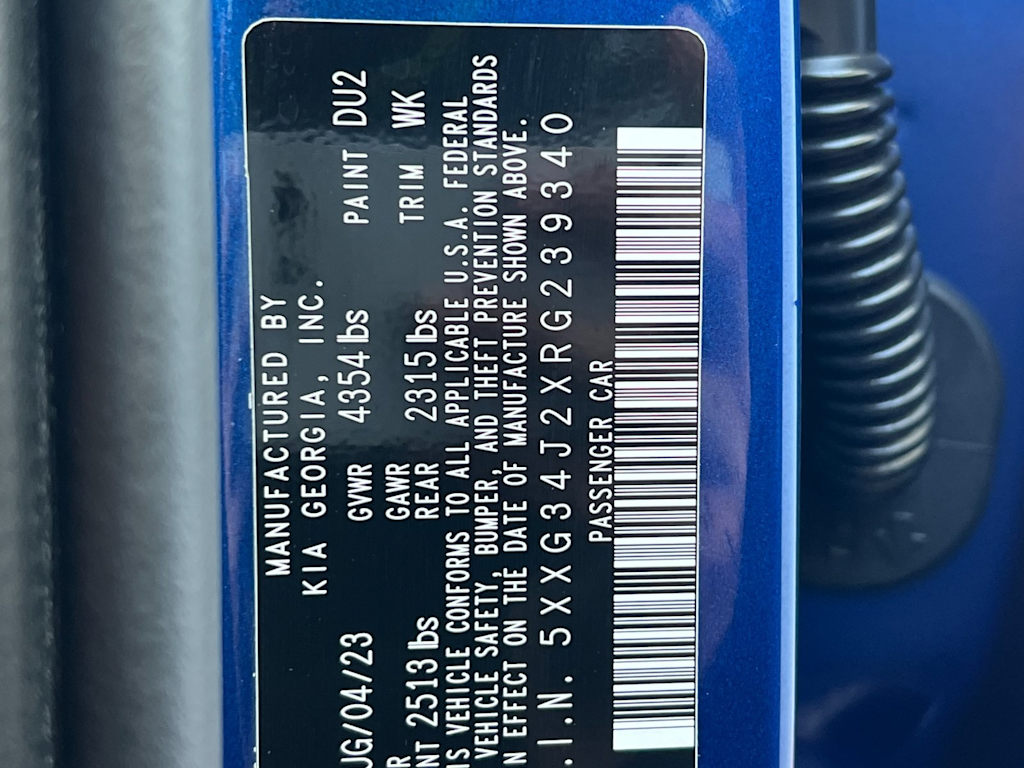 MANUFACTURED BY
KIA GEORGIA, INC.
UG/04/23 GVWR 4354 lbs PAINT DU2
GAWR
NT 2513 lbs REAR 2315 lbs TRIM WK
IS VEHICLE CONFORMS TO ALL APPLICABLE U.S.A. FEDERAL
VEHICLE SAFETY, BUMPER, AND THEFT PREVENTION STANDARDS
N EFFECT ON THE DATE OF MANUFACTURE SHOWN ABOVE.
.I.N. 5XXG34J2XRG239340
PASSENGER CAR